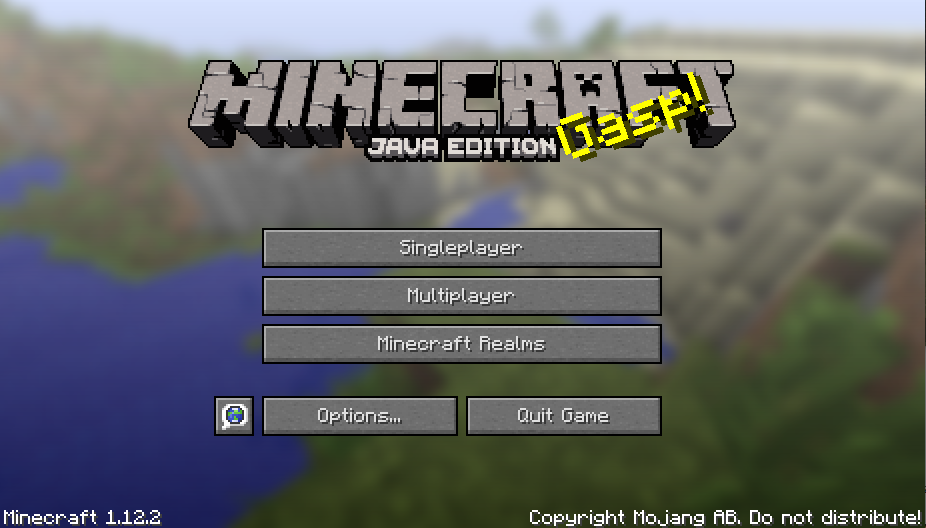 MINECRAFT
JAVA EDITION
Gasp!
Singleplayer
Multiplayer
Minecraft Realms
Options...
Quit Game
Minecraft 1.12.2
Copyright Mojang AB. Do not distribute!